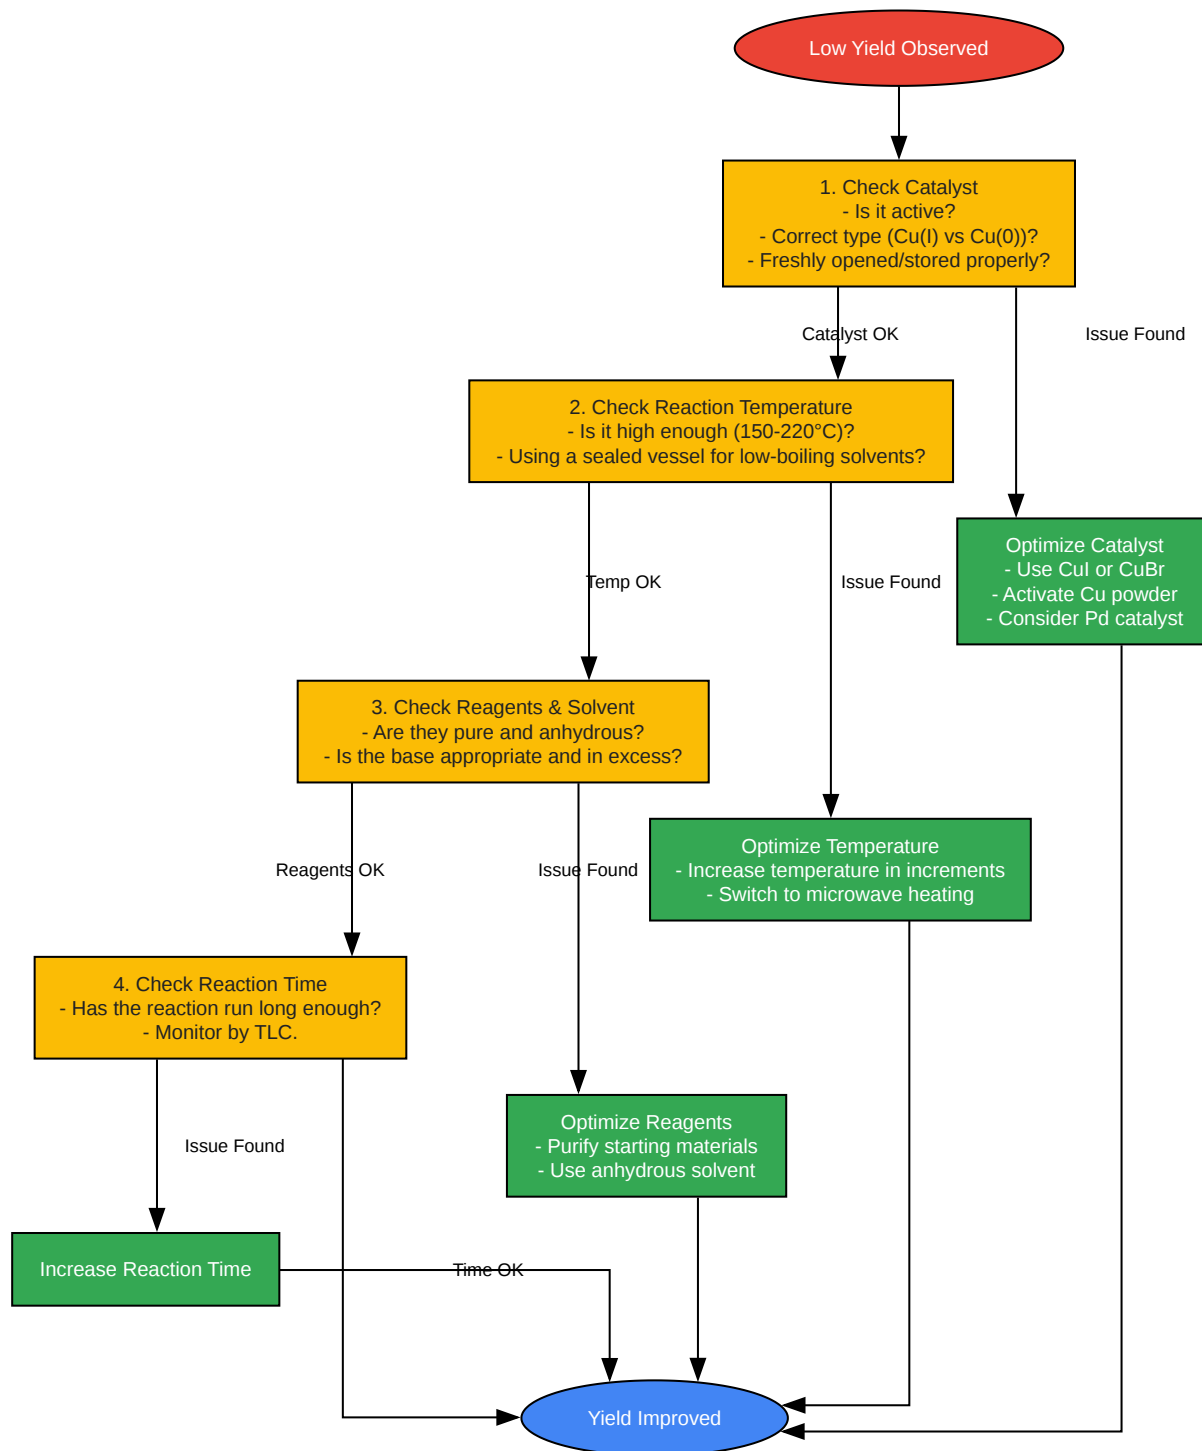 Low Yield Observed
1. Check Catalyst
- Is it active?
- Correct type (Cu(I) vs Cu(0))?
- Freshly opened/stored properly?
Catalyst OK
Issue Found
2. Check Reaction Temperature
- Is it high enough (150-220°C)?
- Using a sealed vessel for low-boiling solvents?
Optimize Catalyst
- Use CuI or CuBr
- Activate Cu powder
- Consider Pd catalyst
Temp OK
Issue Found
3. Check Reagents & Solvent
- Are they pure and anhydrous?
- Is the base appropriate and in excess?
Optimize Temperature
- Increase temperature in increments
- Switch to microwave heating
Reagents OK
Issue Found
4. Check Reaction Time
- Has the reaction run long enough?
- Monitor by TLC.
Optimize Reagents
- Purify starting materials
- Use anhydrous solvent
Issue Found
Increase Reaction Time
Time OK
Yield Improved